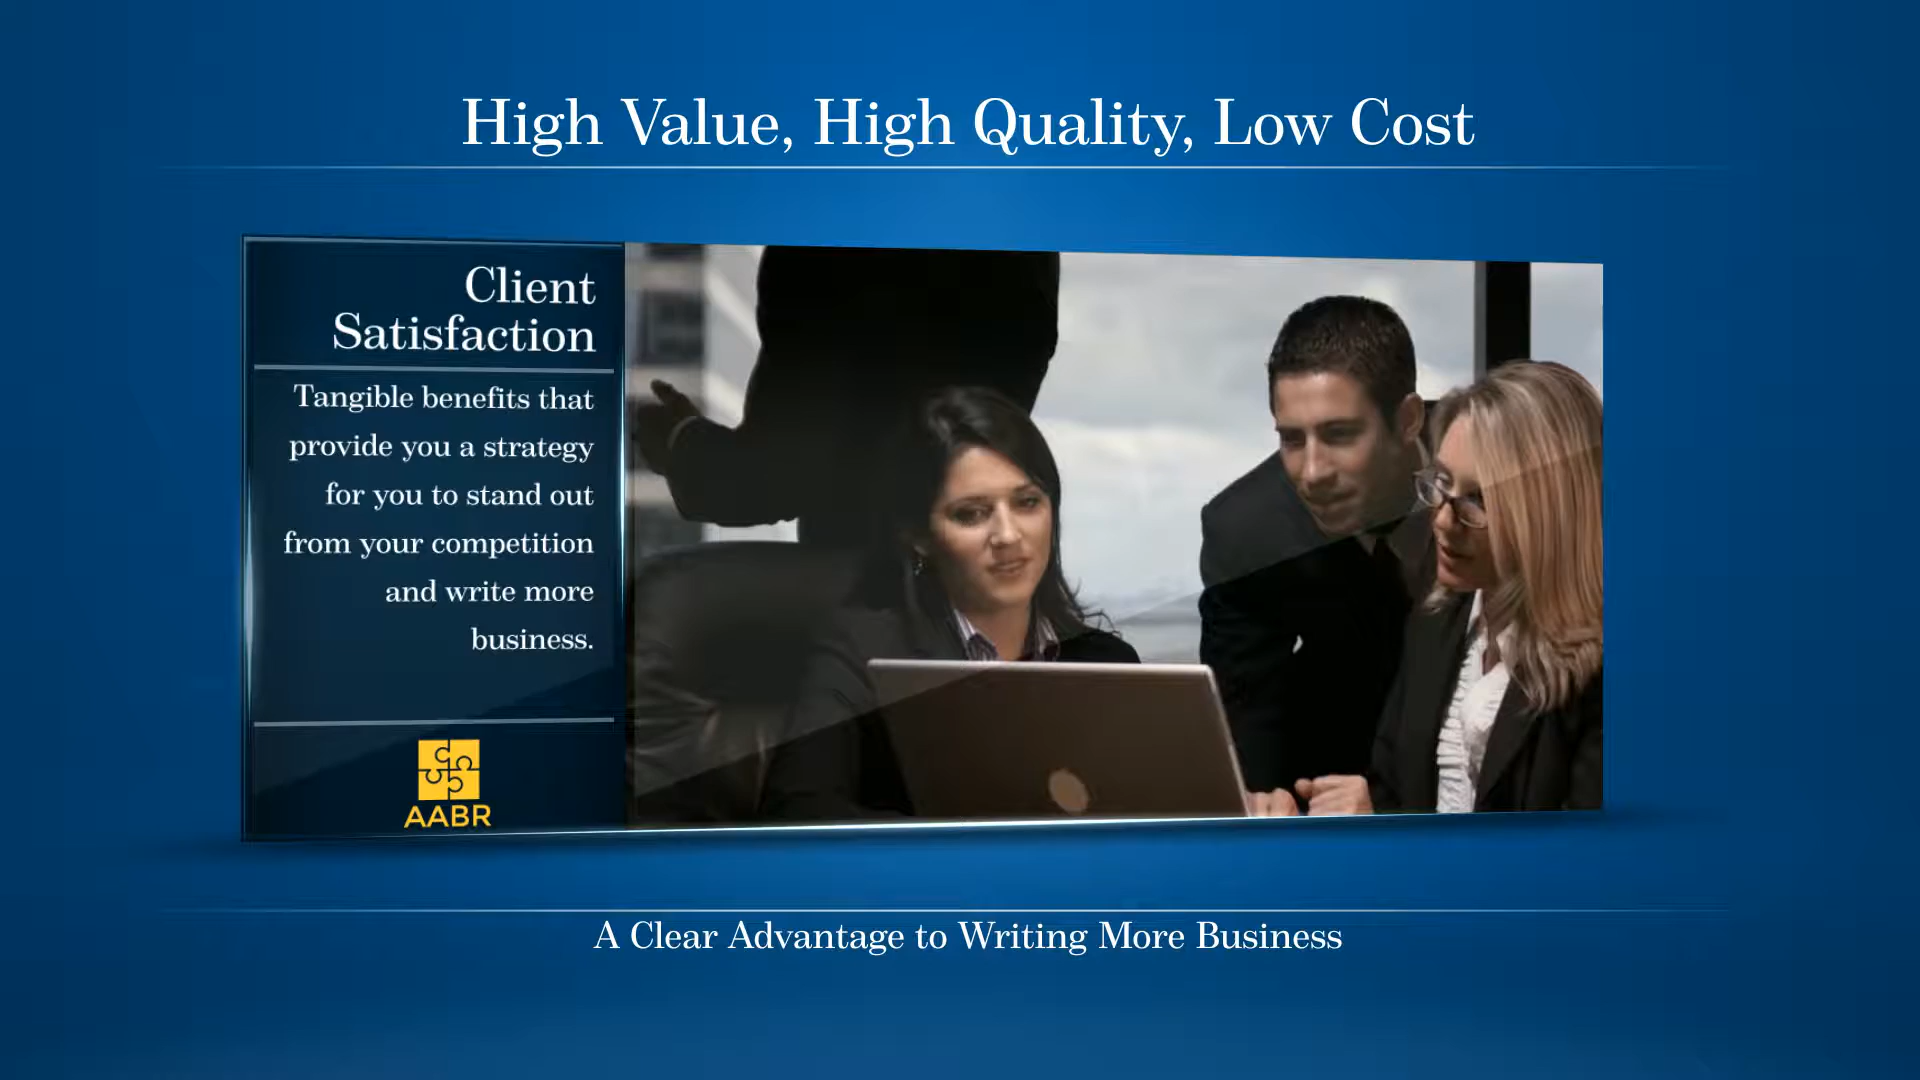 High Value, High Quality, Low Cost
Client
Satisfaction
Tangible benefits that
provide you a strategy
for you to stand out
from your competition
and write more
business.
AABR
A Clear Advantage to Writing More Business